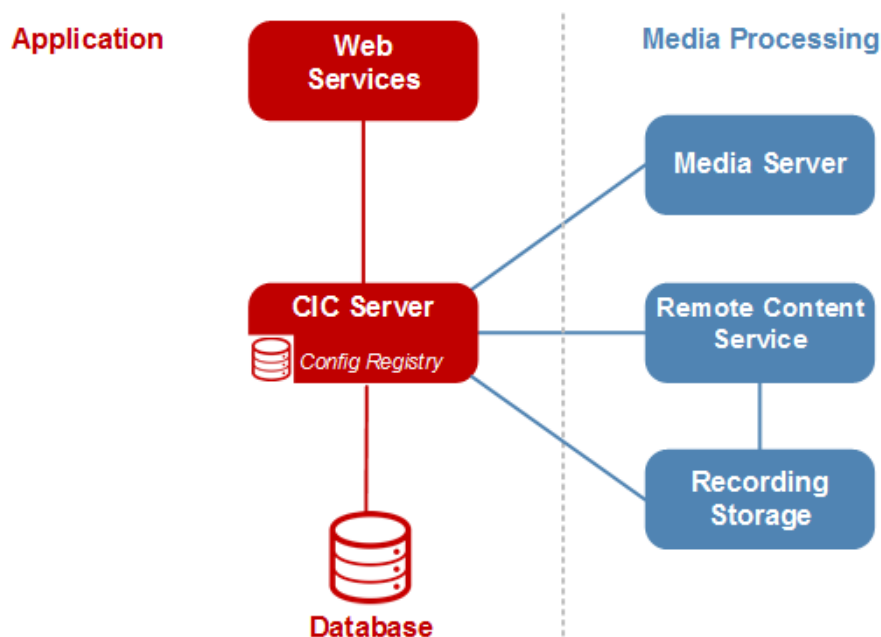 Application
Web
Services
Media Processing
Media Server
CIC Server
Config Registry
Remote Content
Service
Recording
Storage
Database